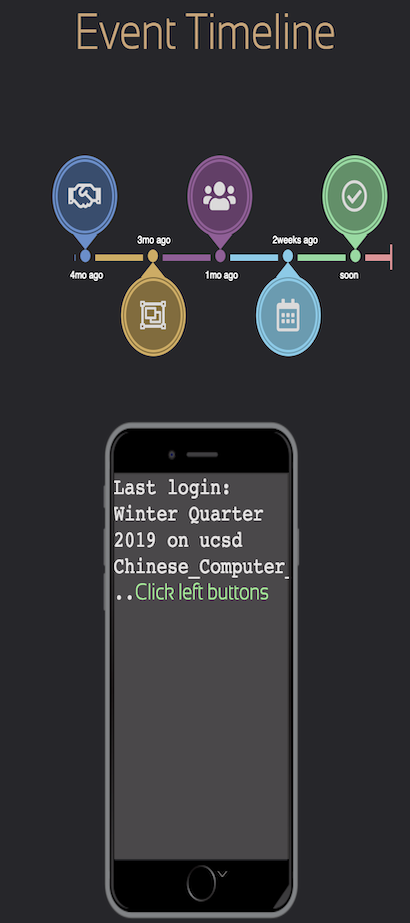 Event Timeline
3mo ago
2weeks ago
4mo ago
1mo ago
soon
Last login:
Winter Quarter
2019 on ucsd
Chinese_Computer_
..Click left buttons